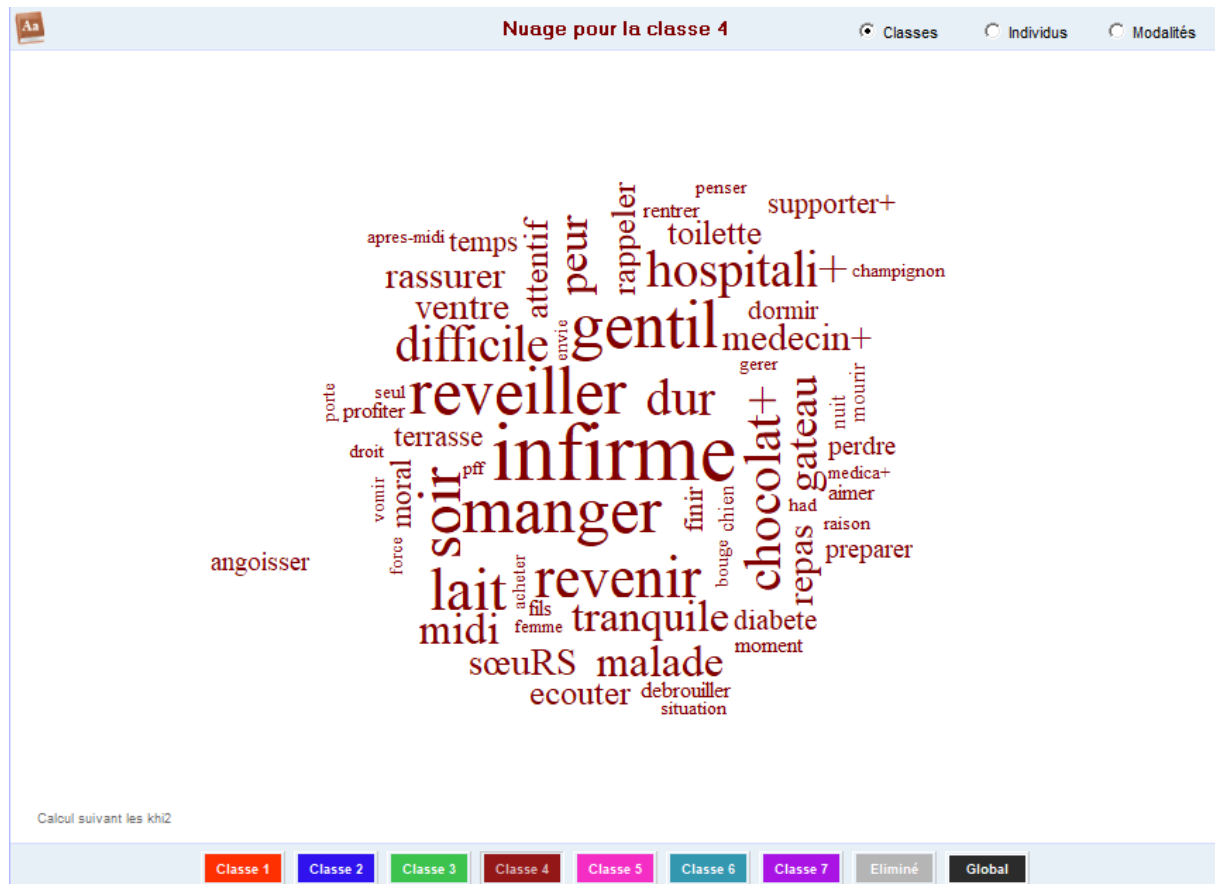 Aa
Nuage pour la classe 4
Classes
Individus
Modalités
penser
rentrer
supporter+
rappeler
toilette
apres-midi
temps
attentif
peur
hospitali+
champignon
rassurer
ventre
dormir
gentil
medecin+
difficile
envie
gerer
reveiller
dur
seul
profiter
porte
chocolat+
gateau
nuit
mourir
terrasse
droit
infirme
perdre
pff
medica+
aimer
vomir
moral
soir
manger
finir
chien
had
raison
force
bouge
repas
preparer
angoisser
lait
acheter
revenir
fils
femme
tranquile
diabete
midi
moment
sœuRS
malade
ecouter
debrouiller
situation
Calcul suivant les khi2
Classe 1
Classe 2
Classe 3
Classe 4
Classe 5
Classe 6
Classe 7
Eliminé
Global